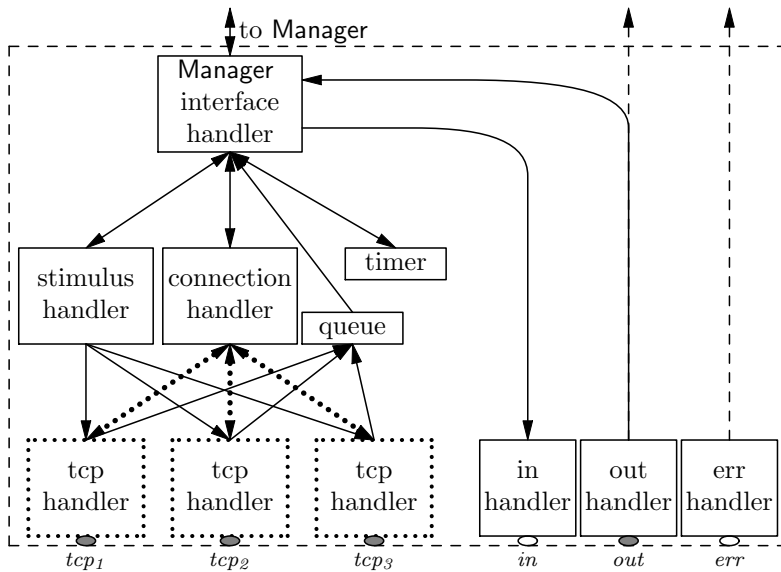 to Manager
Manager
interface
handler
stimulus
handler
connection
handler
timer
queue
tcp
handler
tcp
handler
tcp
handler
in
handler
out
handler
err
handler
tcp1
tcp2
tcp3
in
out
err